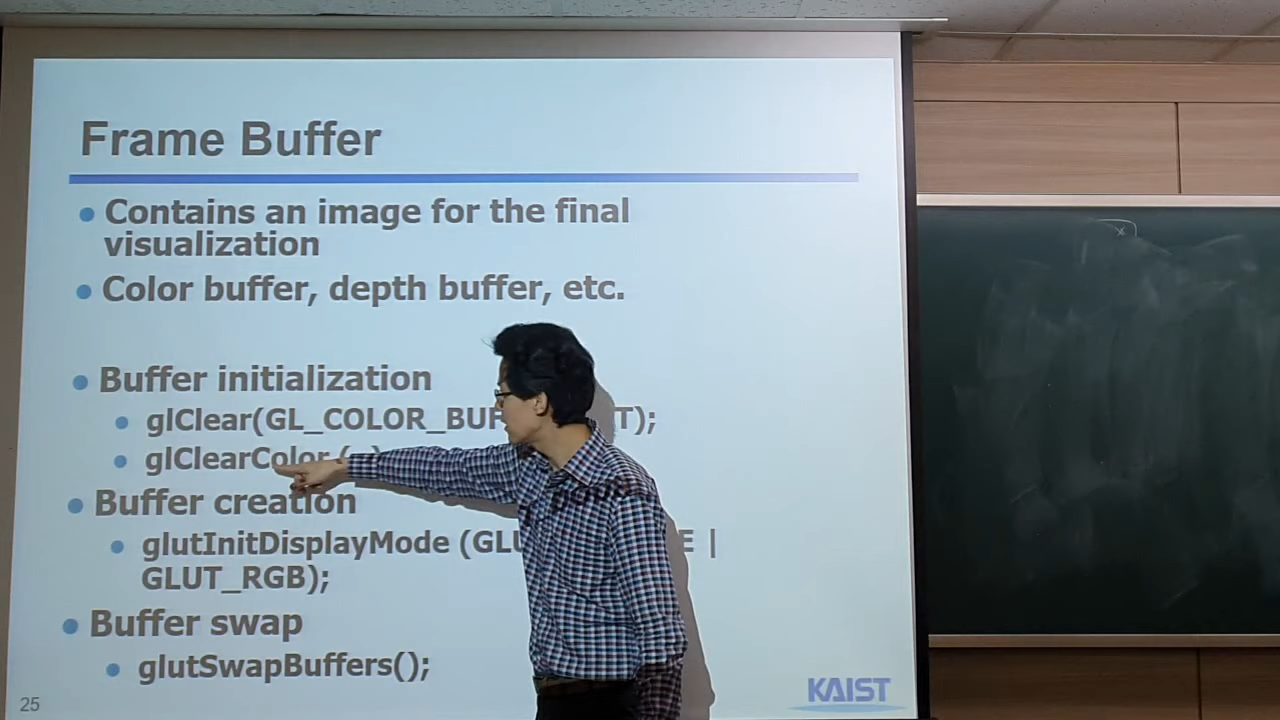 Frame Buffer
• Contains an image for the final
visualization
• Color buffer, depth buffer, etc.
• Buffer initialization
• glClear(GL_COLOR_BUF T);
• glClearColor (
• Buffer creation
• glutInitDisplayMode (GLU E |
GLUT_RGB);
• Buffer swap
• glutSwapBuffers();
25
KAIST